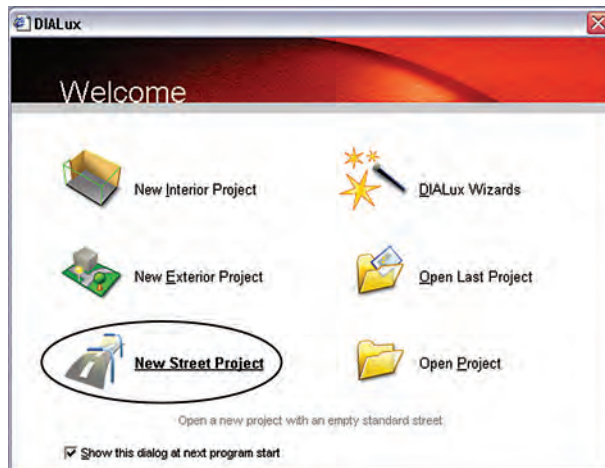 DIALux
Welcome
New Interior Project
DIALux Wizards
New Exterior Project
Open Last Project
New Street Project
Open Project
Open a new project with an empty standard street
Show this dialog at next program start